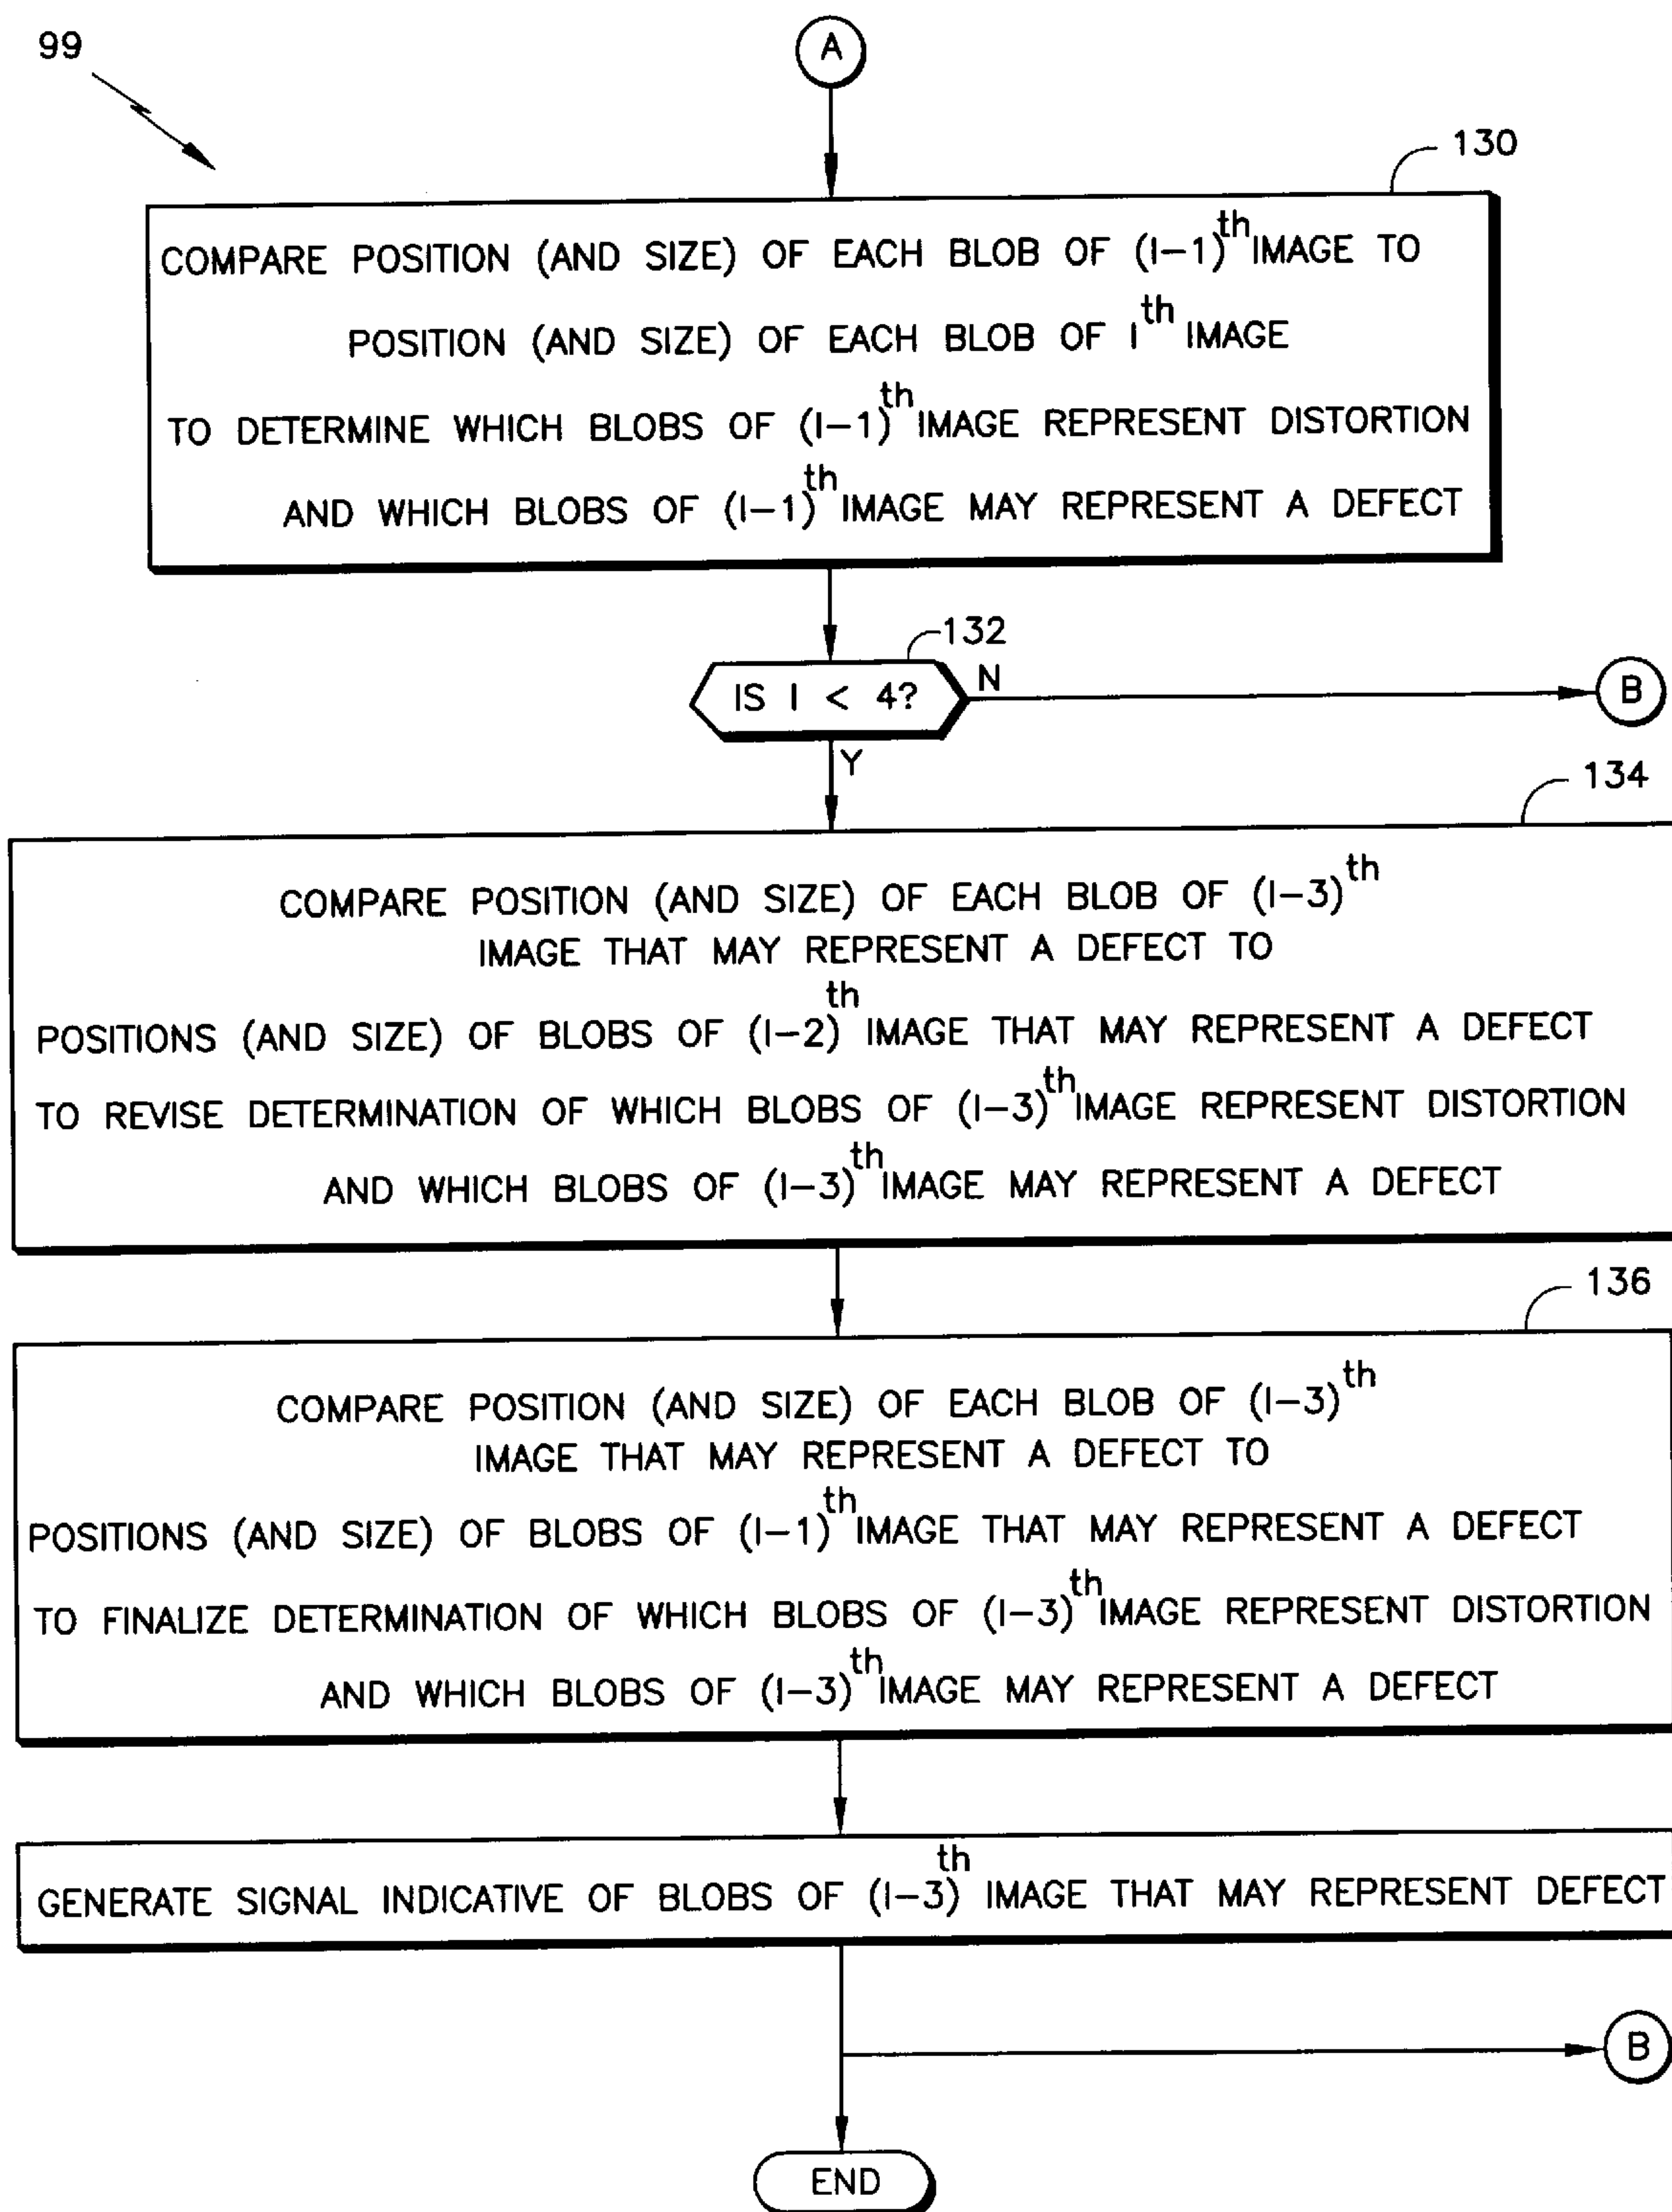 99
A
130
COMPARE POSITION (AND SIZE) OF EACH BLOB OF (I-1)th IMAGE TO
POSITION (AND SIZE) OF EACH BLOB OF Ith IMAGE
TO DETERMINE WHICH BLOBS OF (I-1)th IMAGE REPRESENT DISTORTION
AND WHICH BLOBS OF (I-1)th IMAGE MAY REPRESENT A DEFECT
132
IS I < 4?
N
B
Y
134
COMPARE POSITION (AND SIZE) OF EACH BLOB OF (I-3)th
IMAGE THAT MAY REPRESENT A DEFECT TO
POSITIONS (AND SIZE) OF BLOBS OF (I-2)th IMAGE THAT MAY REPRESENT A DEFECT
TO REVISE DETERMINATION OF WHICH BLOBS OF (I-3)th IMAGE REPRESENT DISTORTION
AND WHICH BLOBS OF (I-3)th IMAGE MAY REPRESENT A DEFECT
136
COMPARE POSITION (AND SIZE) OF EACH BLOB OF (I-3)th
IMAGE THAT MAY REPRESENT A DEFECT TO
POSITIONS (AND SIZE) OF BLOBS OF (I-1)th IMAGE THAT MAY REPRESENT A DEFECT
TO FINALIZE DETERMINATION OF WHICH BLOBS OF (I-3)th IMAGE REPRESENT DISTORTION
AND WHICH BLOBS OF (I-3)th IMAGE MAY REPRESENT A DEFECT
GENERATE SIGNAL INDICATIVE OF BLOBS OF (I-3)th IMAGE THAT MAY REPRESENT DEFECT
B
END